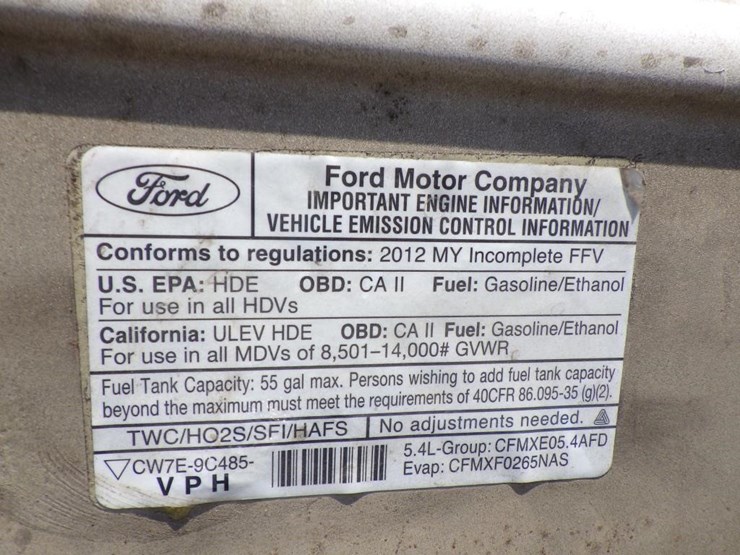 Ford
Ford Motor Company
IMPORTANT ENGINE INFORMATION/
VEHICLE EMISSION CONTROL INFORMATION
Conforms to regulations: 2012 MY Incomplete FFV
U.S. EPA: HDE OBD: CA II Fuel: Gasoline/Ethanol
For use in all HDVs
California: ULEV HDE OBD: CA II Fuel: Gasoline/Ethanol
For use in all MDVs of 8,501–14,000# GVWR
Fuel Tank Capacity: 55 gal max. Persons wishing to add fuel tank capacity
beyond the maximum must meet the requirements of 40CFR 86.095-35 (g)(2).
TWC/HO2S/SFI/HAFS No adjustments needed.
CW7E-9C485-
VPH
5.4L-Group: CFMXE05.4AFD
Evap: CFMXF0265NAS